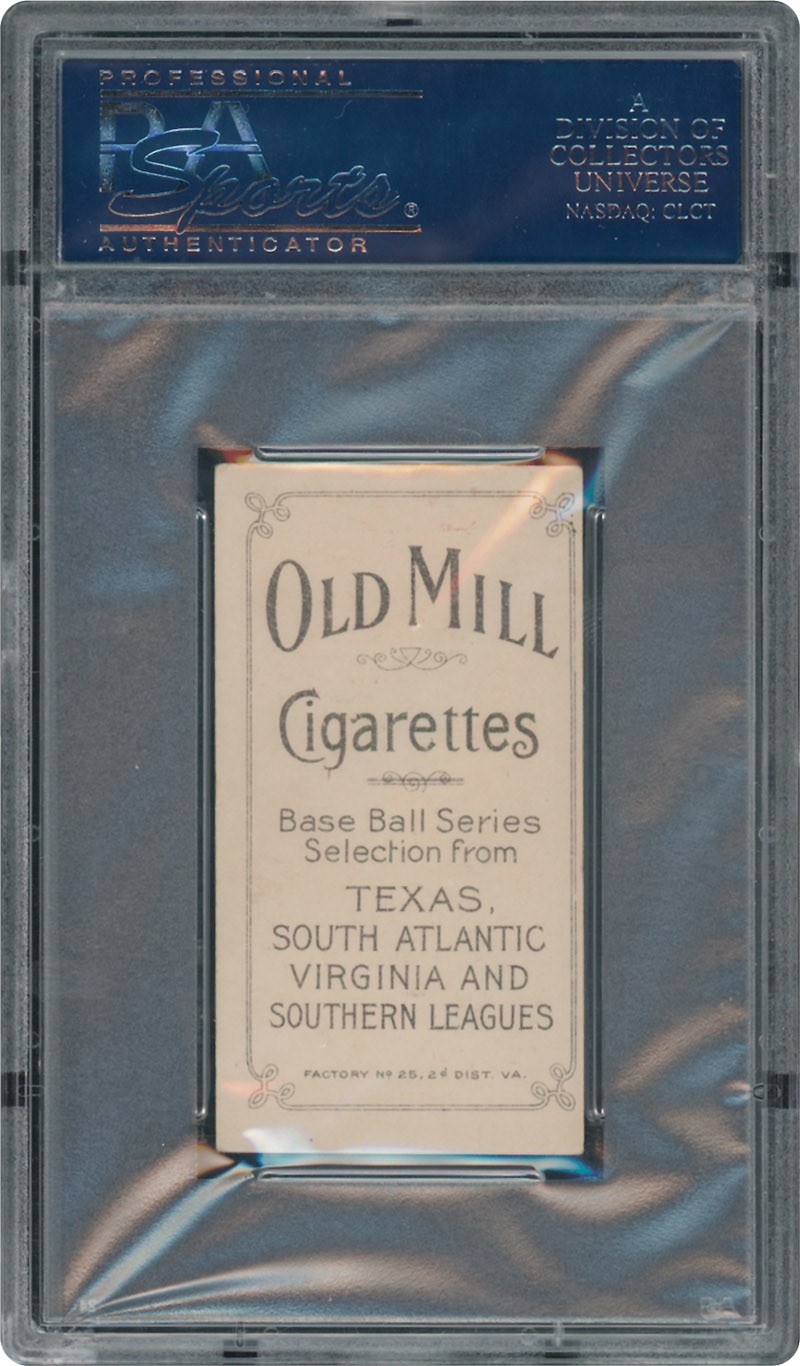 PROFESSIONAL
PSA
Sports®
AUTHENTICATOR
A
DIVISION OF
COLLECTORS
UNIVERSE
NASDAQ: CLCT
OLD MILL
Cigarettes
Base Ball Series
Selection from
TEXAS,
SOUTH ATLANTIC
VIRGINIA AND
SOUTHERN LEAGUES
FACTORY Nº 25, 2d DIST. VA.
PSA